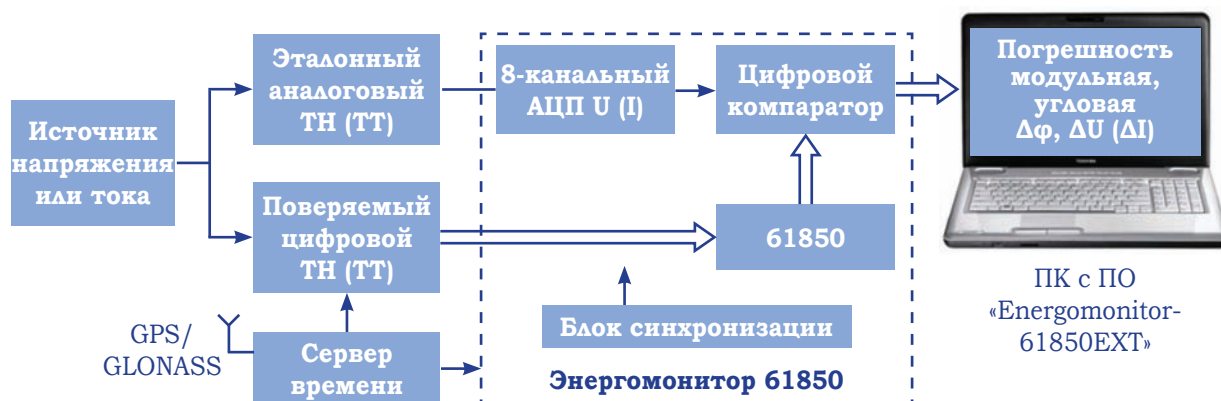 Источник
напряжения
или тока
Эталонный
аналоговый
ТН (ТТ)
Поверяемый
цифровой
ТН (ТТ)
GPS/
GLONASS
Сервер
времени
8-канальный
АЦП U (I)
Цифровой
компаратор
61850
Блок синхронизации
Энергомонитор 61850
Погрешность
модульная,
угловая
Δφ, ΔU (ΔI)
ПК с ПО
«Energomonitor-
61850EXT»